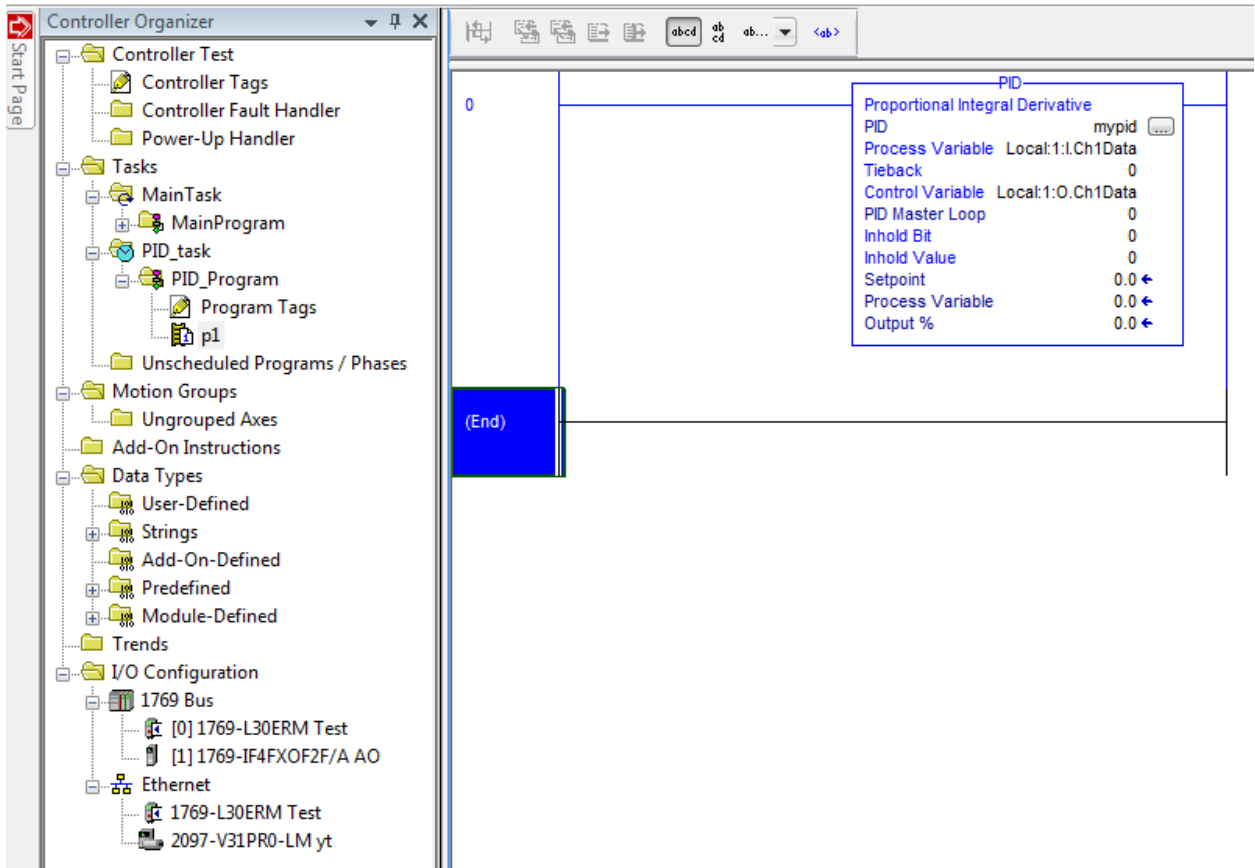 Start Page
Controller Organizer
Controller Test
Controller Tags
Controller Fault Handler
Power-Up Handler
Tasks
MainTask
MainProgram
PID_task
PID_Program
Program Tags
p1
Unscheduled Programs / Phases
Motion Groups
Ungrouped Axes
Add-On Instructions
Data Types
User-Defined
Strings
Add-On-Defined
Predefined
Module-Defined
Trends
I/O Configuration
1769 Bus
[0] 1769-L30ERM Test
[1] 1769-IF4FXOF2F/A AO
Ethernet
1769-L30ERM Test
2097-V31PR0-LM yt
abcd ab cd ab... <ab>
0
PID
Proportional Integral Derivative
PID mypid ...
Process Variable Local:1:I.Ch1Data
Tieback 0
Control Variable Local:1:O.Ch1Data
PID Master Loop 0
Inhold Bit 0
Inhold Value 0
Setpoint 0.0
Process Variable 0.0
Output % 0.0
(End)